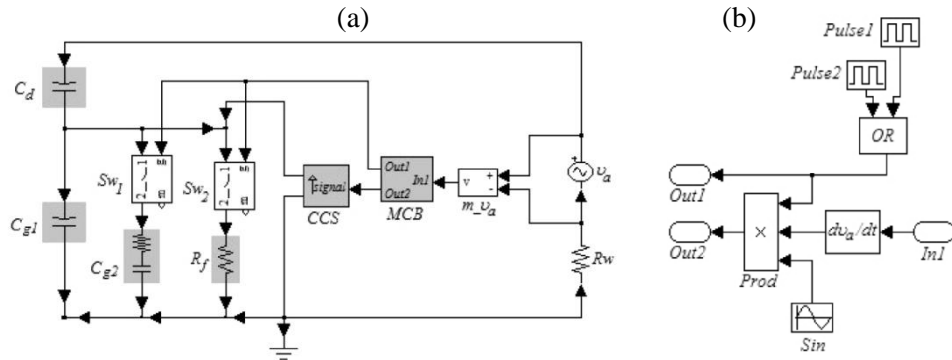 (a)
(b)
C_d
C_g1
Sw_1
C_g2
Sw_2
R_f
signal
CCS
Out1
In1
Out2
MCB
v
+
-
m_υ_a
+
υ_a
Rw
Pulse1
Pulse2
OR
Out1
Out2
×
Prod
dυ_a/dt
In1
Sin